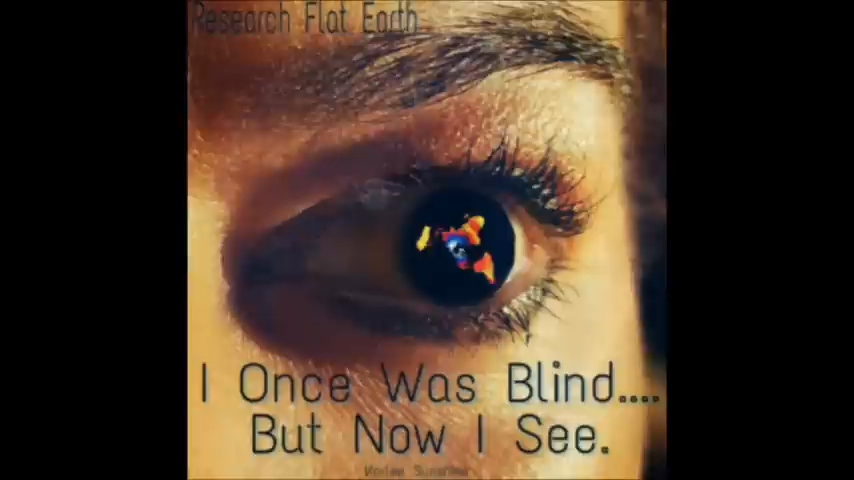 Research Flat Earth
I Once Was Blind....
But Now I See.